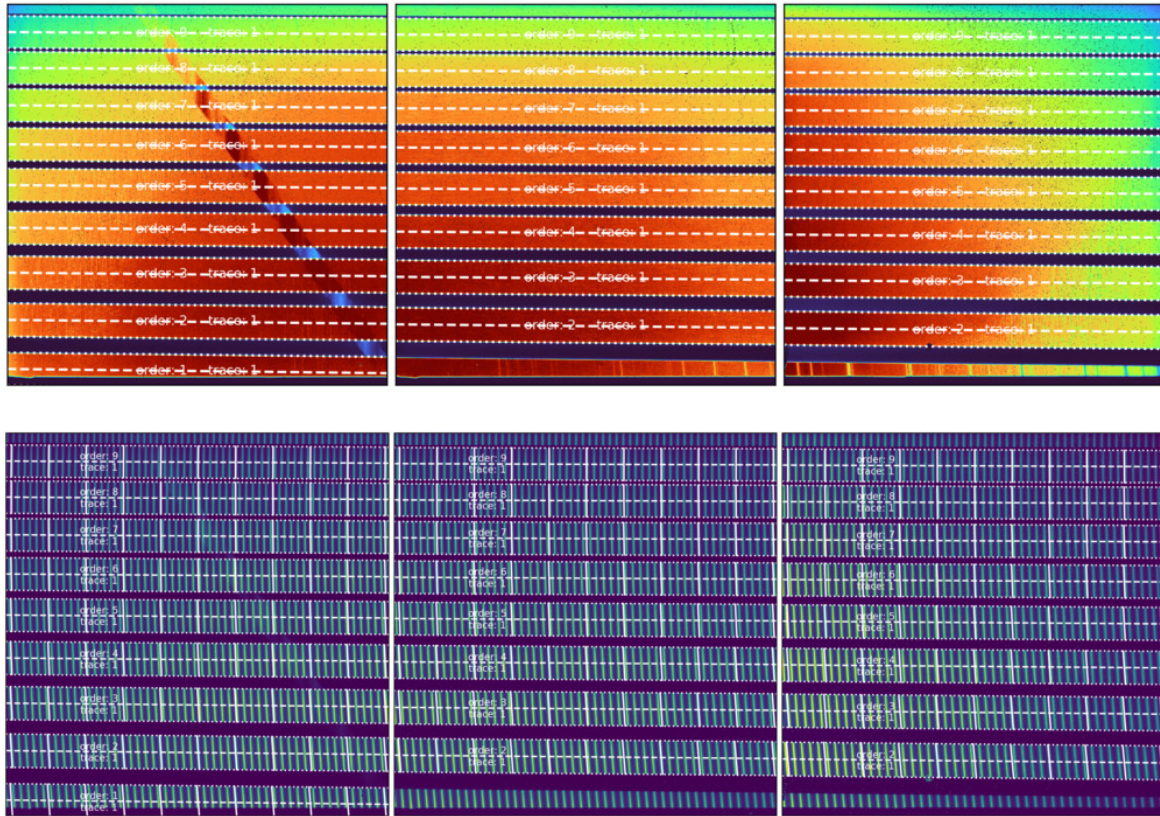 order: 9 trace: 1
order: 8 trace: 1
order: 7 trace: 1
order: 6 trace: 1
order: 5 trace: 1
order: 4 trace: 1
order: 3 trace: 1
order: 2 trace: 1
order: 1 trace: 1
order: 9 trace: 1
order: 8 trace: 1
order: 7 trace: 1
order: 6 trace: 1
order: 5 trace: 1
order: 4 trace: 1
order: 3 trace: 1
order: 2 trace: 1
order: 9 trace: 1
order: 8 trace: 1
order: 7 trace: 1
order: 6 trace: 1
order: 5 trace: 1
order: 4 trace: 1
order: 3 trace: 1
order: 2 trace: 1
order: 9
trace: 1
order: 8
trace: 1
order: 7
trace: 1
order: 6
trace: 1
order: 5
trace: 1
order: 4
trace: 1
order: 3
trace: 1
order: 2
trace: 1
order: 1
trace: 1
order: 9
trace: 1
order: 8
trace: 1
order: 7
trace: 1
order: 6
trace: 1
order: 5
trace: 1
order: 4
trace: 1
order: 3
trace: 1
order: 2
trace: 1
order: 9
trace: 1
order: 8
trace: 1
order: 7
trace: 1
order: 6
trace: 1
order: 5
trace: 1
order: 4
trace: 1
order: 3
trace: 1
order: 2
trace: 1